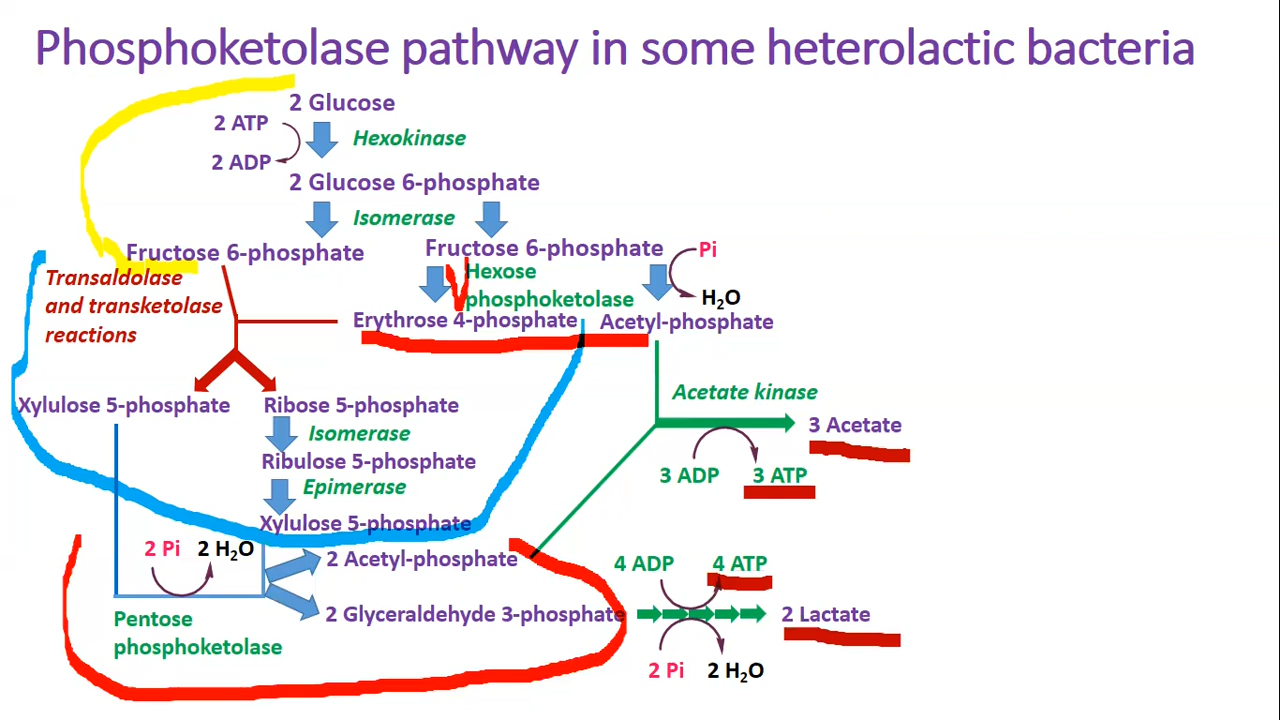 Phosphoketolase pathway in some heterolactic bacteria
2 Glucose
2 ATP
Hexokinase
2 ADP
2 Glucose 6-phosphate
Isomerase
Fructose 6-phosphate
Fructose 6-phosphate
Pi
Transaldolase
and transketolase
reactions
Hexose
phosphoketolase
H₂O
Erythrose 4-phosphate
Acetyl-phosphate
Xylulose 5-phosphate
Ribose 5-phosphate
Acetate kinase
Isomerase
3 Acetate
Ribulose 5-phosphate
3 ADP
3 ATP
Epimerase
Xylulose 5-phosphate
2 Pi
2 H₂O
2 Acetyl-phosphate
4 ADP
4 ATP
2 Glyceraldehyde 3-phosphate
2 Lactate
Pentose
phosphoketolase
2 Pi
2 H₂O